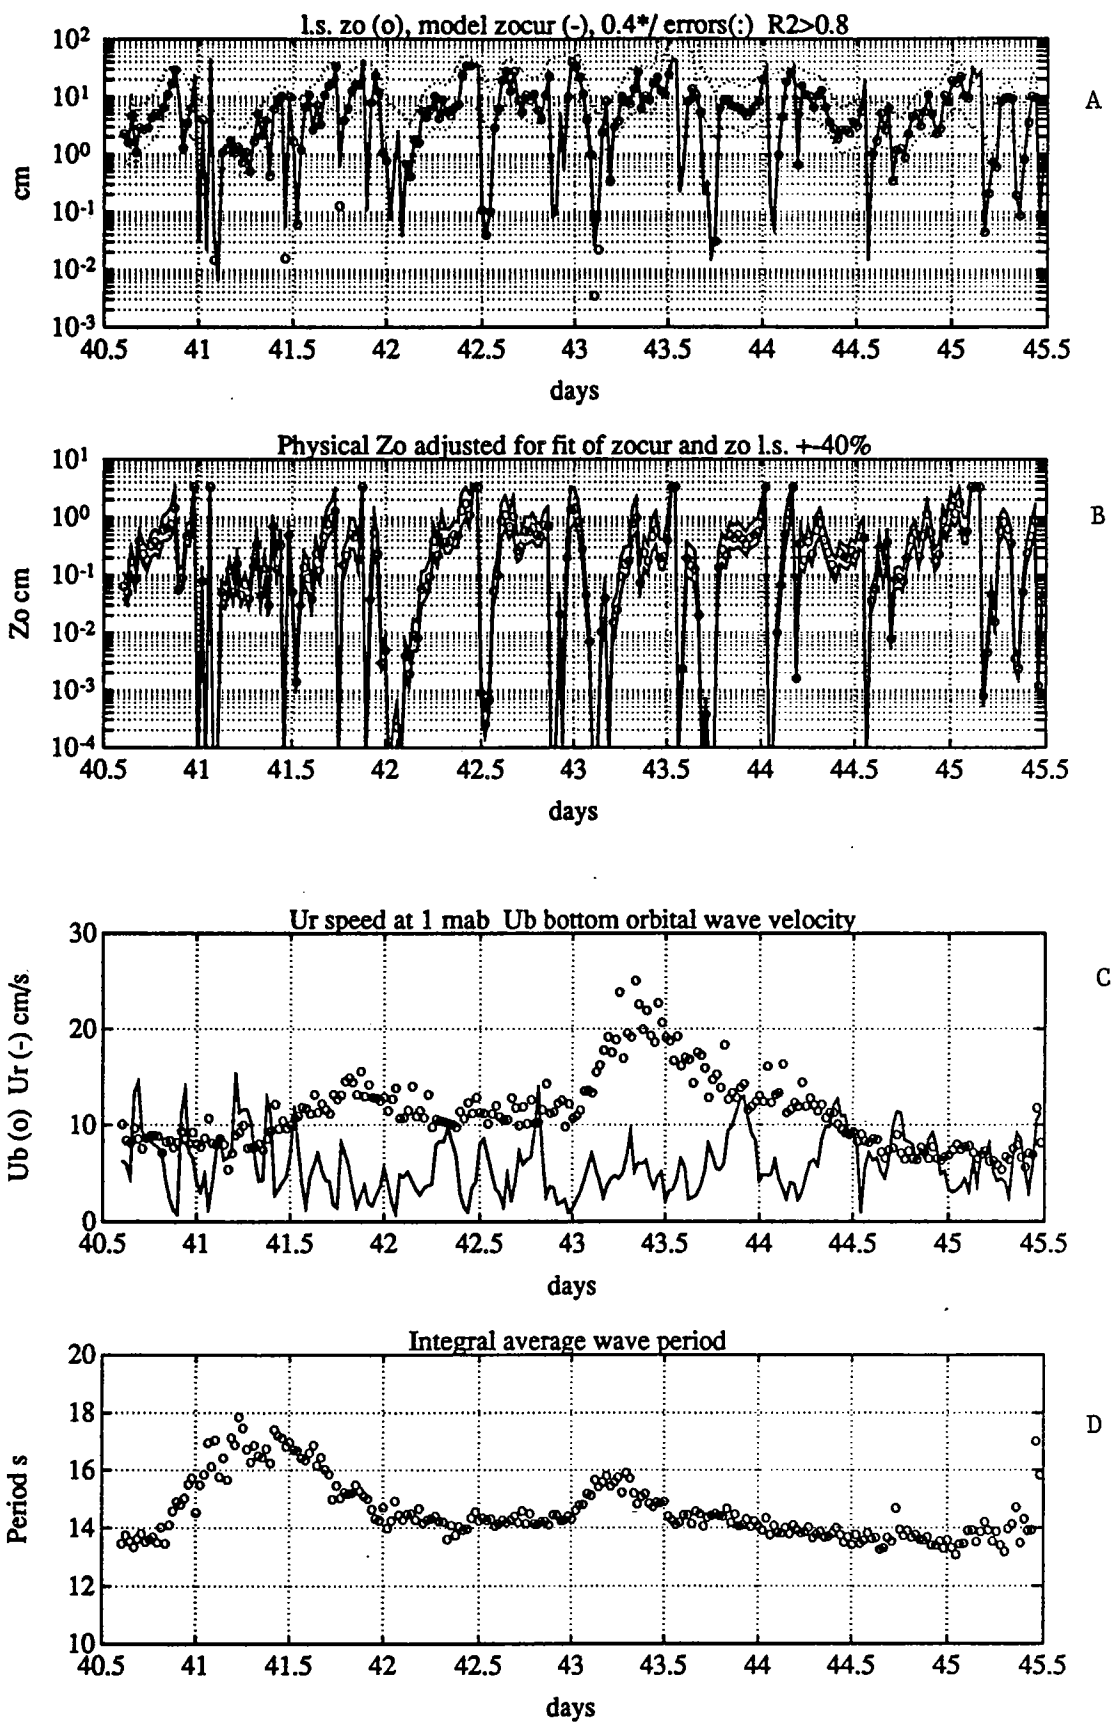 l.s. zo (o), model zocur (-), 0.4*/ errors(:) R2>0.8
10^2
10^1
10^0
10^-1
10^-2
10^-3
cm
A
40.5 41 41.5 42 42.5 43 43.5 44 44.5 45 45.5
days
Physical Zo adjusted for fit of zocur and zo l.s. +-40%
10^1
10^0
10^-1
10^-2
10^-3
10^-4
Zo cm
B
40.5 41 41.5 42 42.5 43 43.5 44 44.5 45 45.5
days
Ur speed at 1 mab Ub bottom orbital wave velocity
30
20
10
0
Ub (o) Ur (-) cm/s
C
40.5 41 41.5 42 42.5 43 43.5 44 44.5 45 45.5
days
Integral average wave period
20
18
16
14
12
10
Period s
D
40.5 41 41.5 42 42.5 43 43.5 44 44.5 45 45.5
days